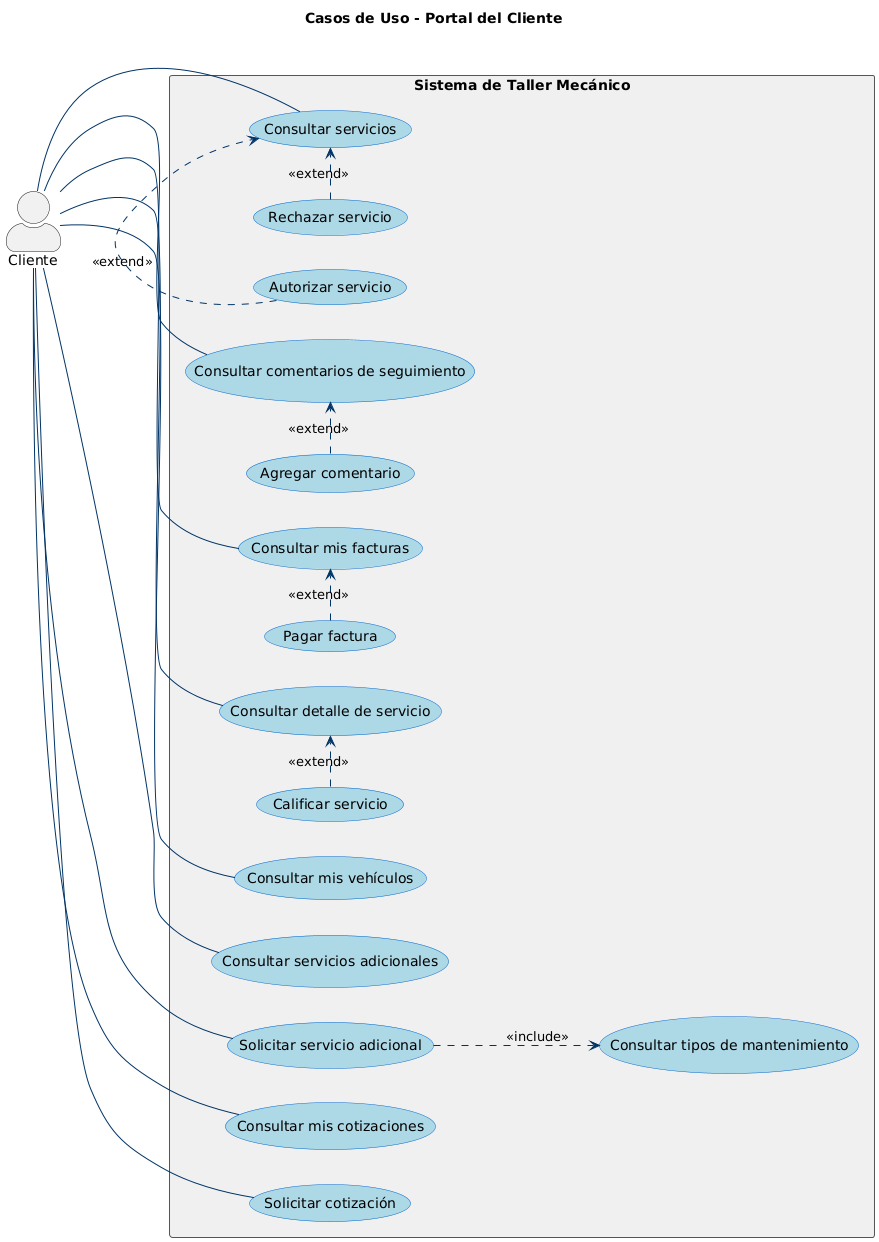 Casos de Uso - Portal del Cliente
Sistema de Taller Mecánico
Consultar servicios
«extend»
Rechazar servicio
Cliente
«extend»
Autorizar servicio
Consultar comentarios de seguimiento
«extend»
Agregar comentario
Consultar mis facturas
«extend»
Pagar factura
Consultar detalle de servicio
«extend»
Calificar servicio
Consultar mis vehículos
Consultar servicios adicionales
Solicitar servicio adicional
«include»
Consultar tipos de mantenimiento
Consultar mis cotizaciones
Solicitar cotización